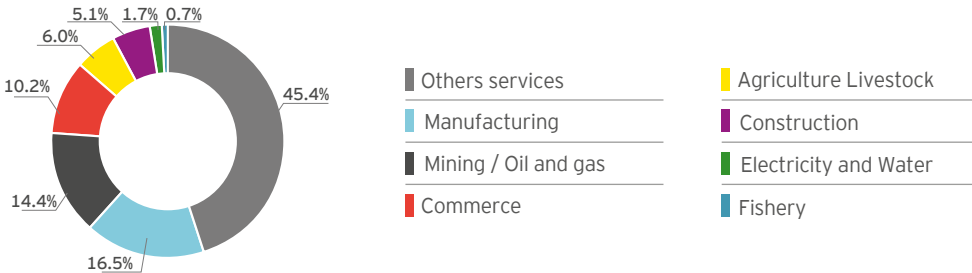 5.1%
1.7%
0.7%
6.0%
10.2%
45.4%
14.4%
16.5%
Others services
Manufacturing
Mining / Oil and gas
Commerce
Agriculture Livestock
Construction
Electricity and Water
Fishery